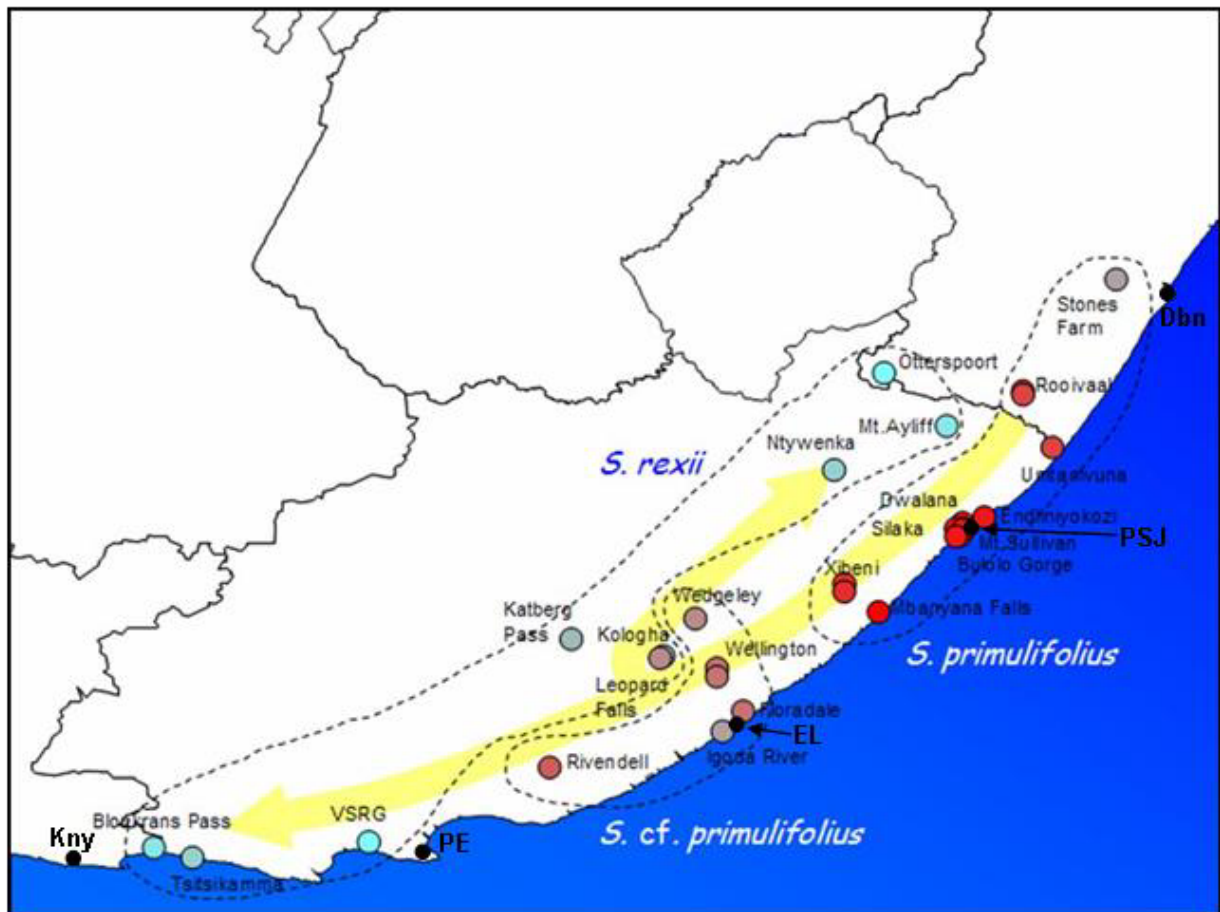 Stones
Farm
Dbn
Otterspoort
Rooivaal
Mt.Ayliff
Ntywenka
S. rexii
Umtamvuna
Dwalana
Silaka
PSJ
Mt.Sullivan
Bulolo Gorge
Xibeni
Mbanyana Falls
Wedgeley
Katberg
Pass
Kologha
Wellington
S. primulifolius
Leopard
Falls
Floradale
EL
Igoda River
Rivendell
VSRG
Bloukrans Pass
S. cf. primulifolius
Kny
PE
Tsitsikamma